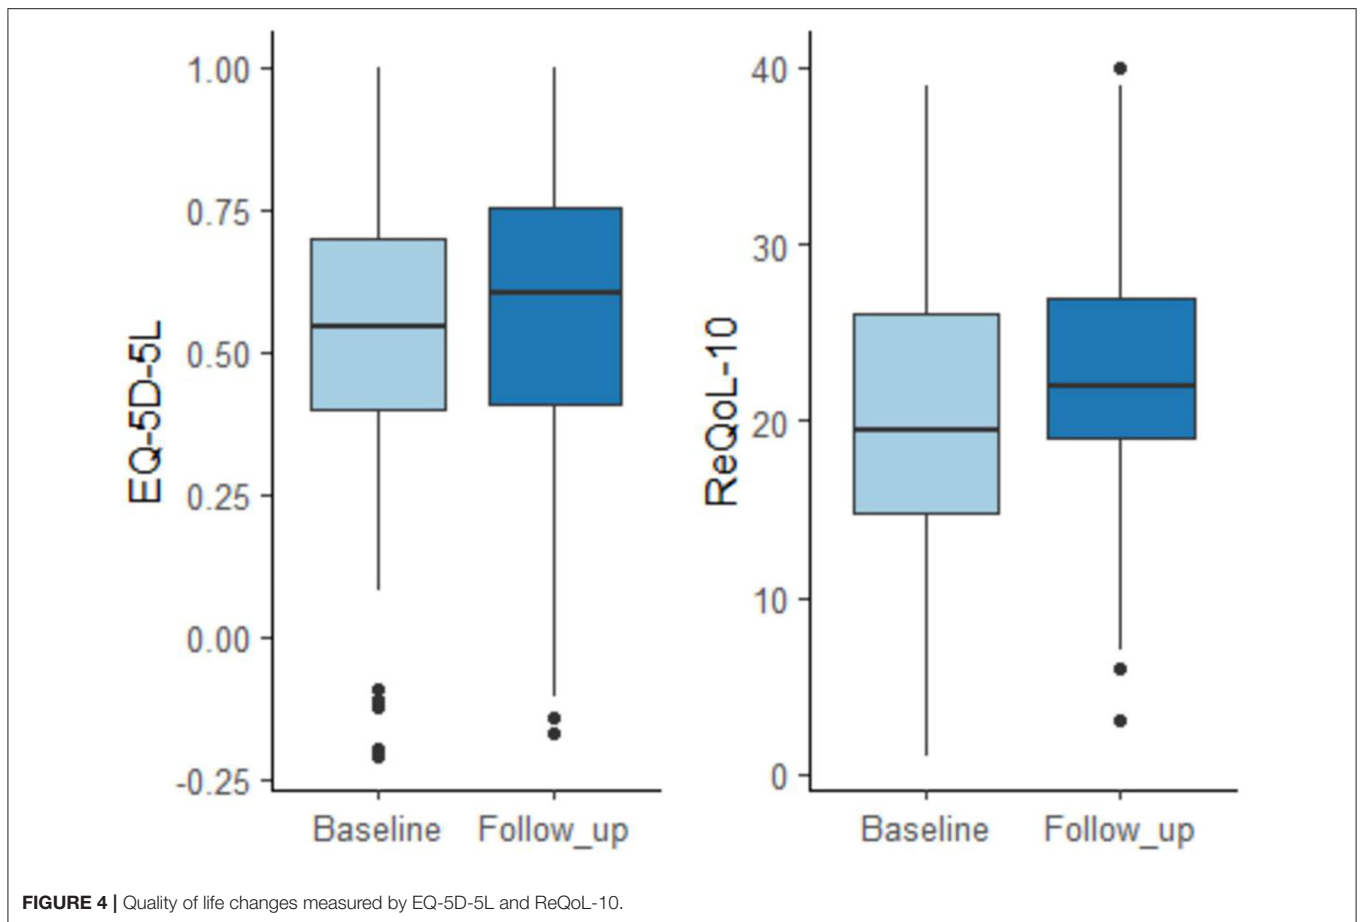 EQ-5D-5L
1.00
0.75
0.50
0.25
0.00
-0.25
Baseline
Follow_up
ReQoL-10
40
30
20
10
0
Baseline
Follow_up
FIGURE 4 | Quality of life changes measured by EQ-5D-5L and ReQoL-10.